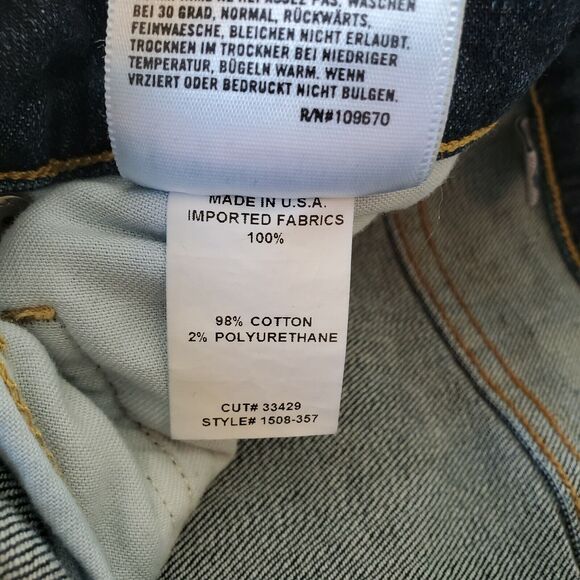 WASCHEN
BEI 30 GRAD, NORMAL, RÜCKWÄRTS,
FEINWAESCHE, BLEICHEN NICHT ERLAUBT.
TROCKNEN IM TROCKNER BEI NIEDRIGER
TEMPERATUR, BÜGELN WARM. WENN
VRZIERT ODER BEDRUCKT NICHT BULGEN.
R/N#109670
MADE IN U.S.A.
IMPORTED FABRICS
100%
98% COTTON
2% POLYURETHANE
CUT# 33429
STYLE# 1508-357